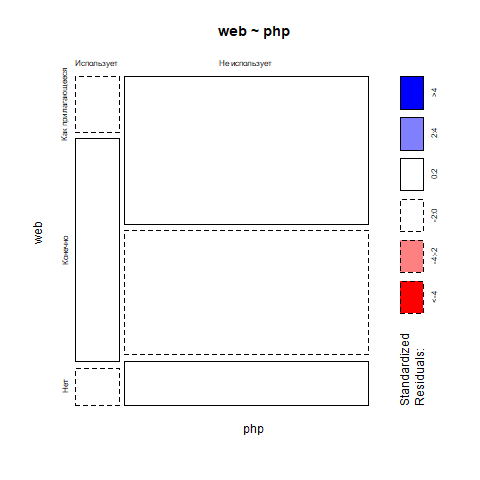 web ~ php
Использует
Не использует
Как прилагающееся
Конечно
Нет
web
php
>4
2:4
0:2
-2:0
-4:-2
<-4
Standardized
Residuals: